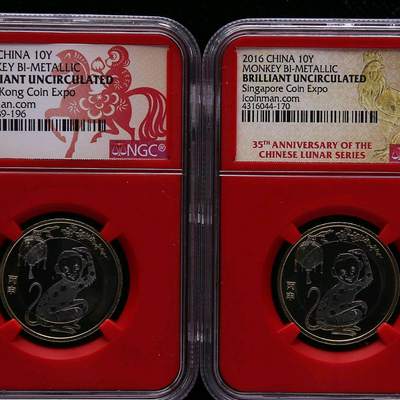 CHINA 10Y
KEY BI-METALLIC
IANT UNCIRCULATED
Kong Coin Expo
man.com
9-196
NGC®
2016 CHINA 10Y
MONKEY BI-METALLIC
BRILLIANT UNCIRCULATED
Singapore Coin Expo
Icoinman.com
4316044-170
35TH ANNIVERSARY OF THE
CHINESE LUNAR SERIES